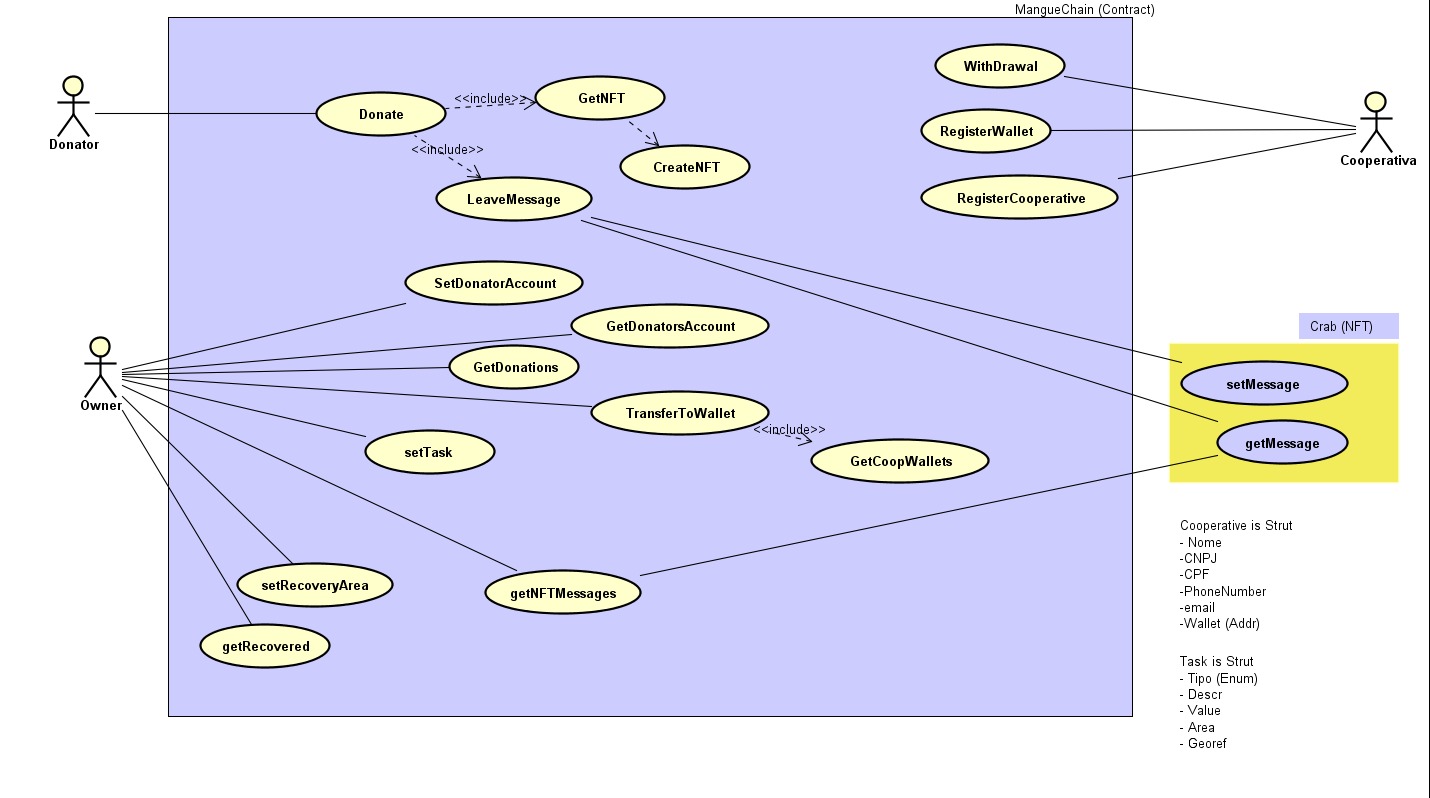 MangueChain (Contract)
WithDrawal
GetNFT
<<include>>
Donate
RegisterWallet
Donator
<<include>>
Cooperativa
CreateNFT
LeaveMessage
RegisterCooperative
SetDonatorAccount
GetDonatorsAccount
Crab (NFT)
GetDonations
setMessage
Owner
TransferToWallet
<<include>>
getMessage
setTask
GetCoopWallets
Cooperative is Strut
- Nome
-CNPJ
-CPF
-PhoneNumber
-email
-Wallet (Addr)
setRecoveryArea
getNFTMessages
getRecovered
Task is Strut
- Tipo (Enum)
- Descr
- Value
- Area
- Georef